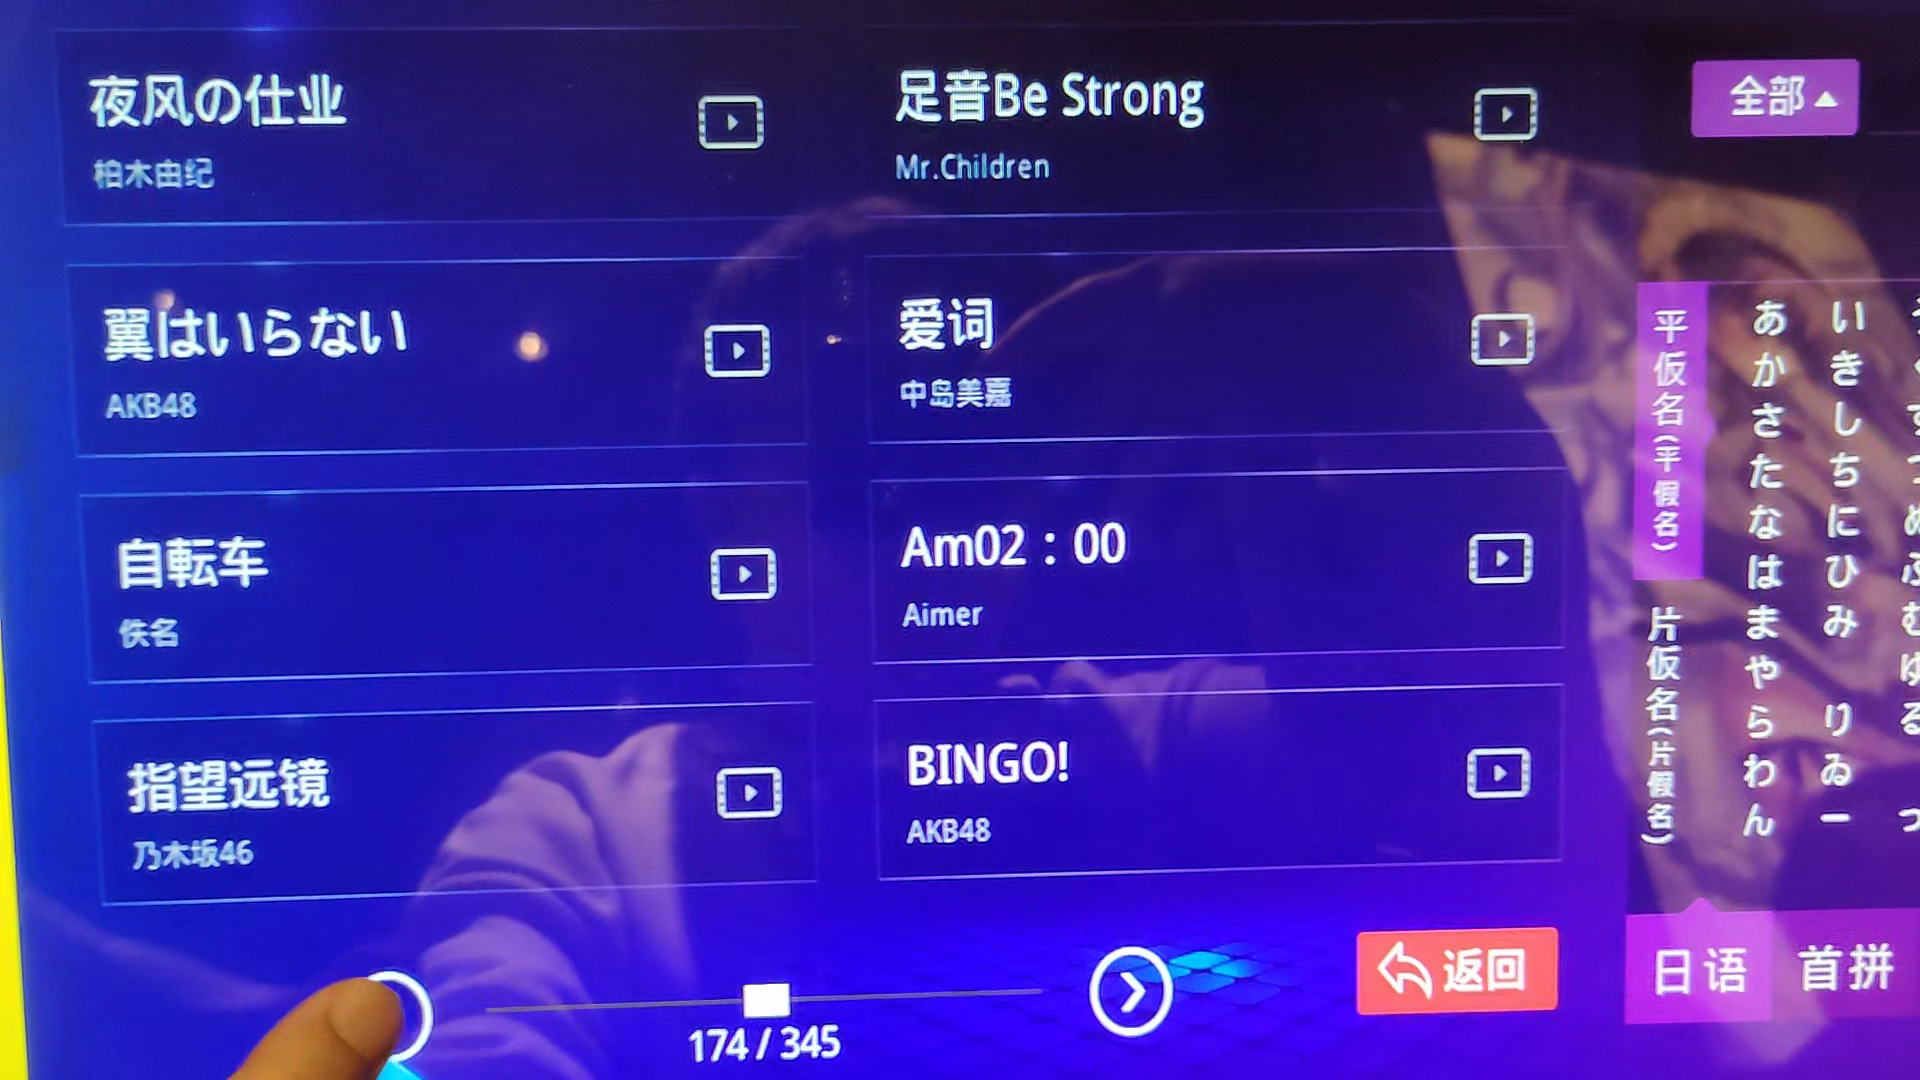 夜风の仕业
柏木由纪
足音Be Strong
Mr.Children
翼はいらない
AKB48
爱词
中岛美嘉
自転车
佚名
Am02：00
Aimer
指望远镜
乃木坂46
BINGO!
AKB48
174 / 345
返回
全部
平仮名(平假名)
片仮名(片假名)
あかさたなはまやらわん
いきしちにひみ りゐー
日语
首拼